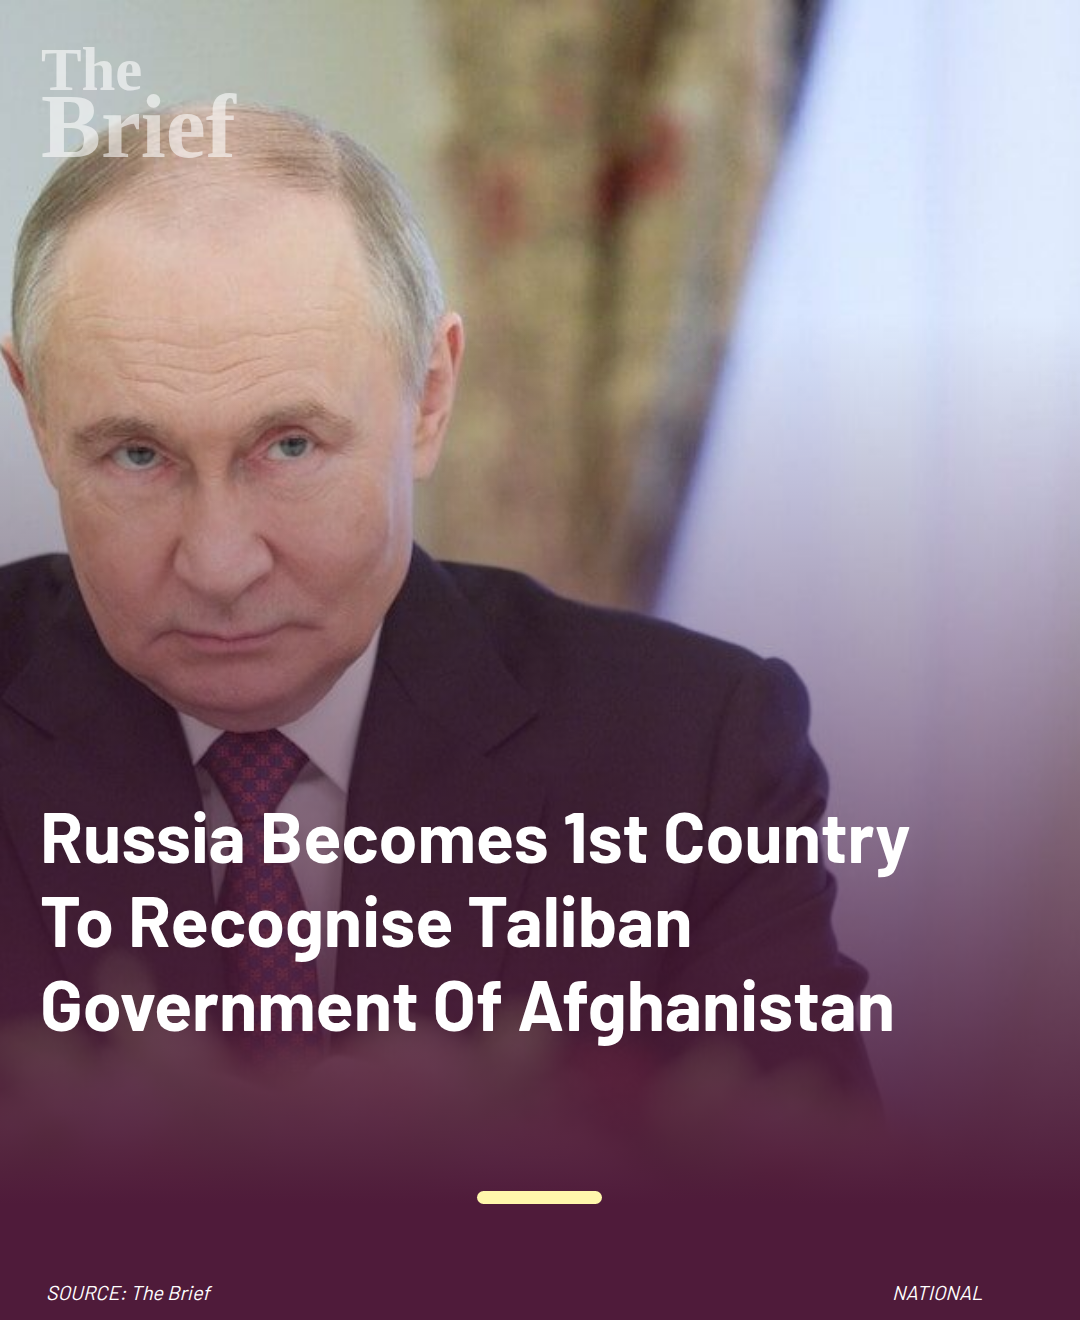 The
Brief
Russia Becomes 1st Country
To Recognise Taliban
Government Of Afghanistan
SOURCE: The Brief
NATIONAL